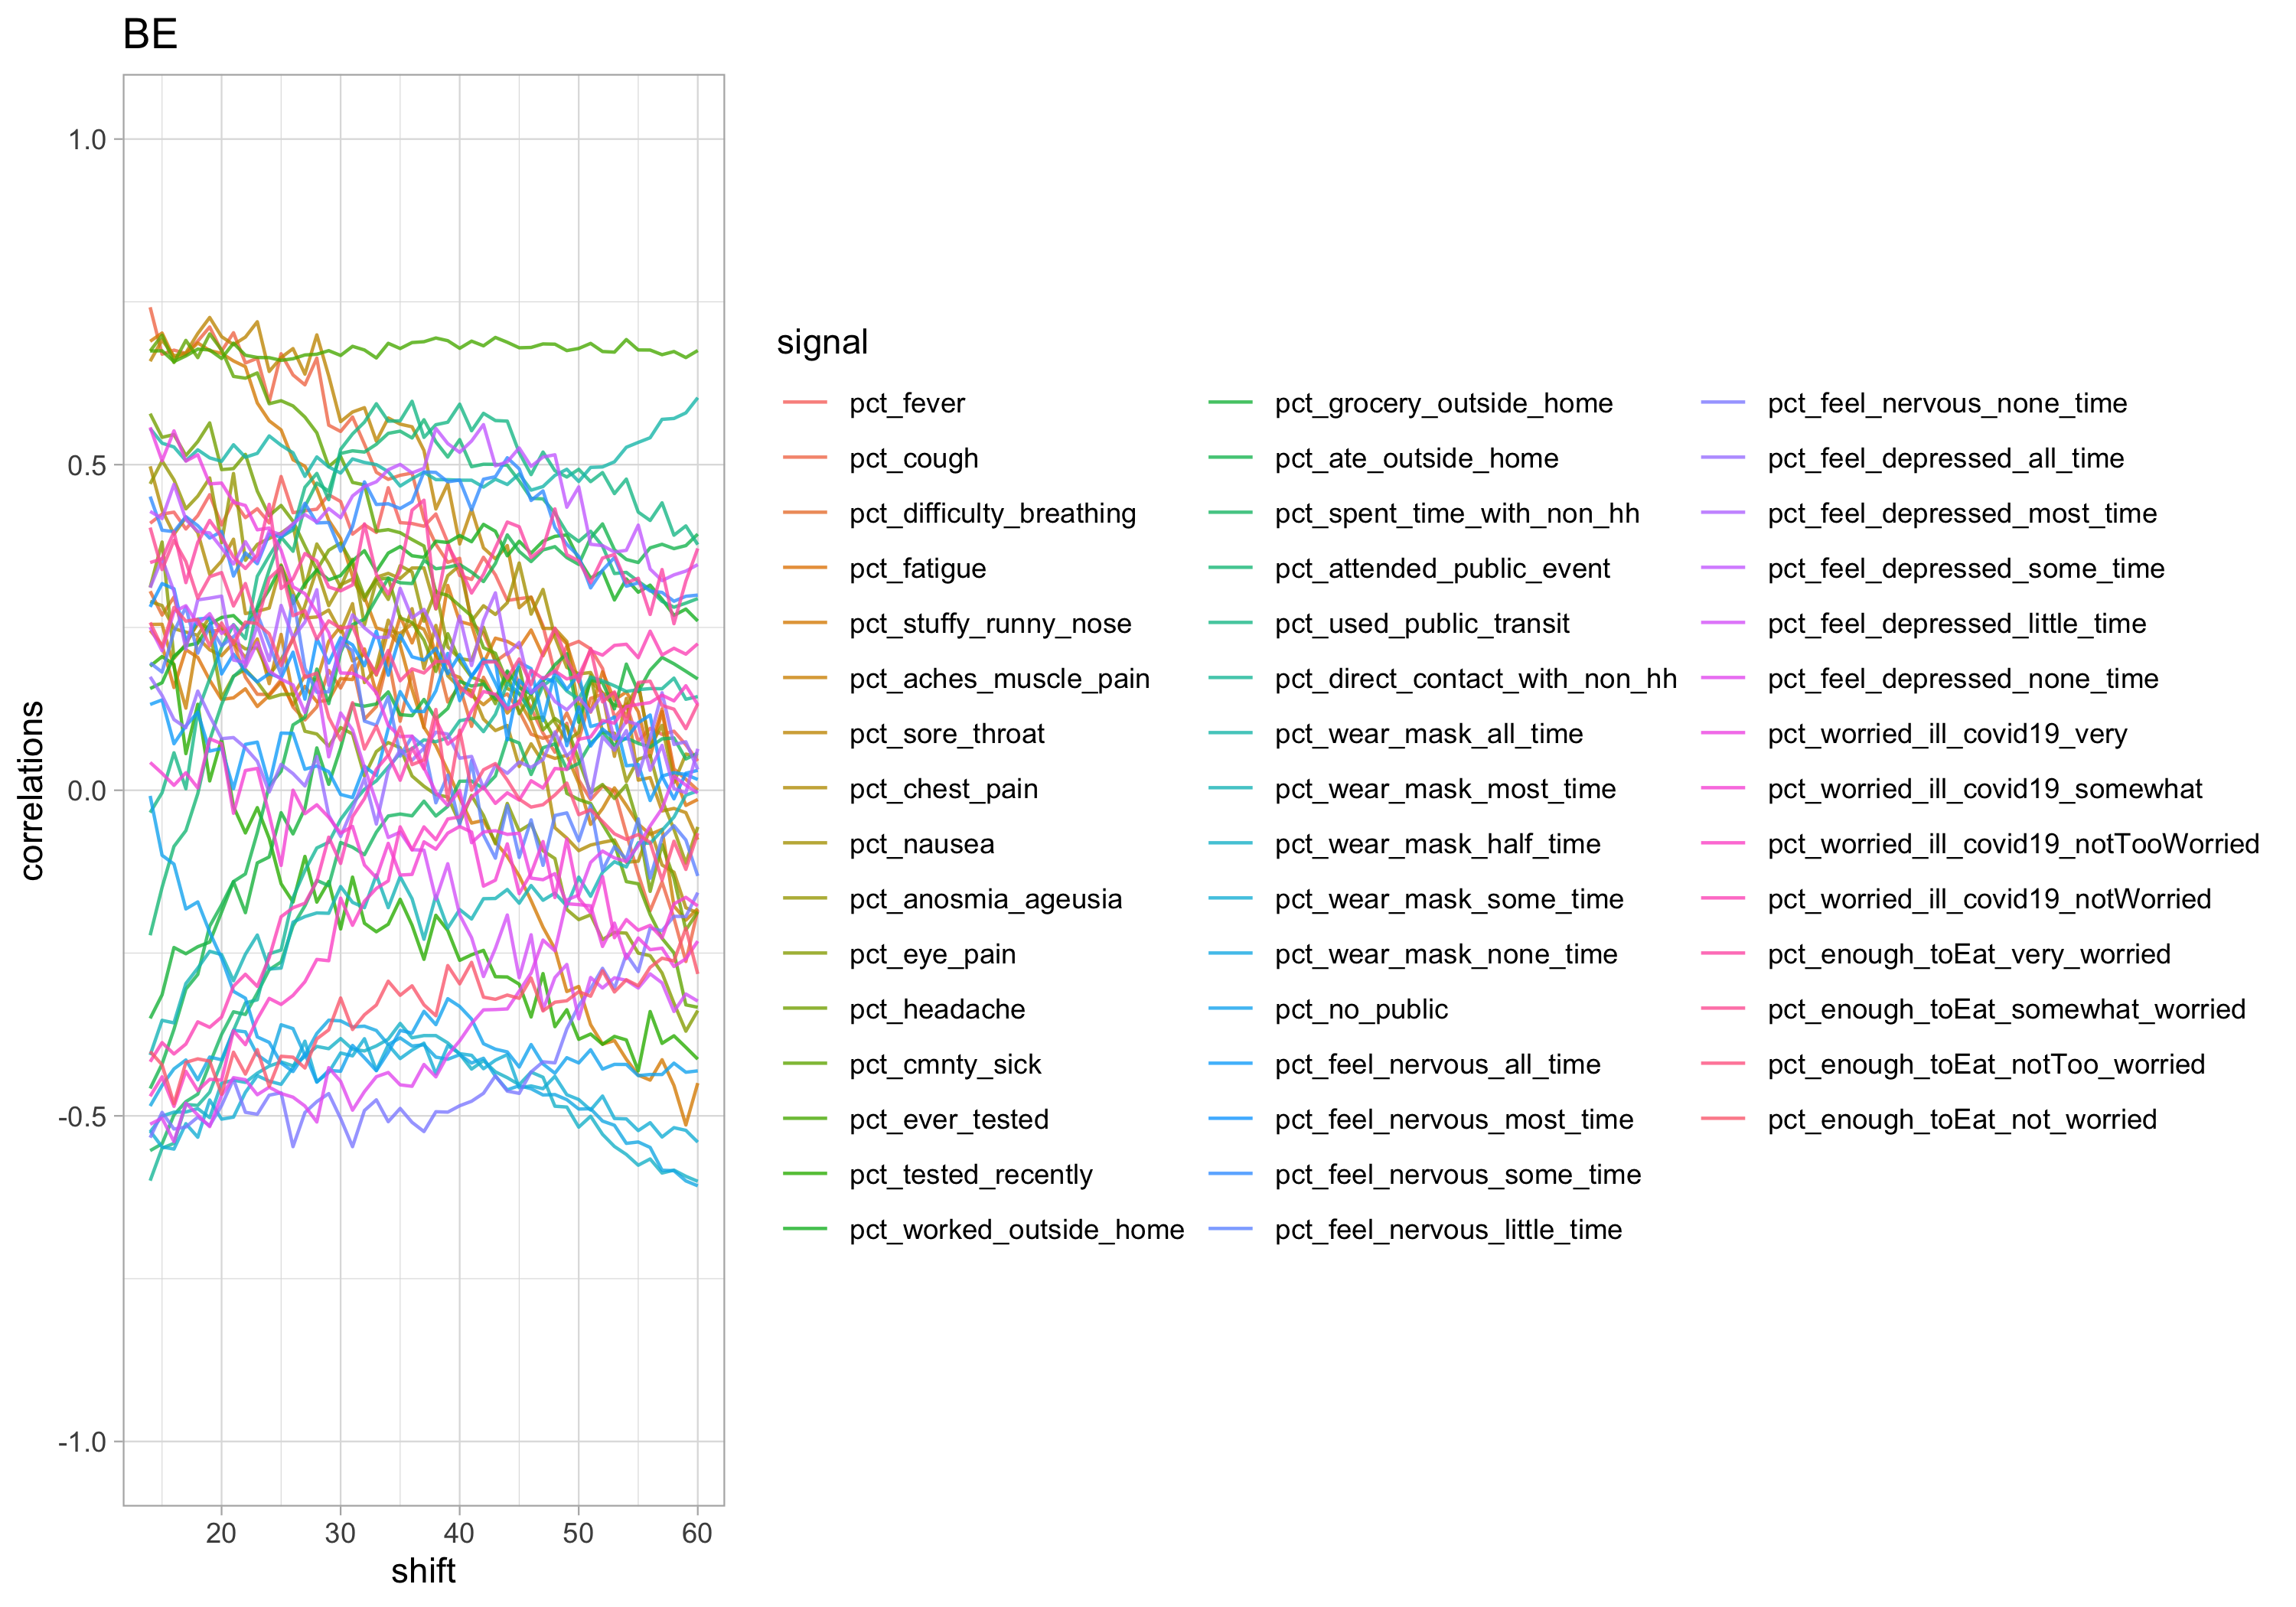 BE
1.0
0.5
0.0
-0.5
-1.0
correlations
20 30 40 50 60
shift
signal
pct_fever
pct_cough
pct_difficulty_breathing
pct_fatigue
pct_stuffy_runny_nose
pct_aches_muscle_pain
pct_sore_throat
pct_chest_pain
pct_nausea
pct_anosmia_ageusia
pct_eye_pain
pct_headache
pct_cmnty_sick
pct_ever_tested
pct_tested_recently
pct_worked_outside_home
pct_grocery_outside_home
pct_ate_outside_home
pct_spent_time_with_non_hh
pct_attended_public_event
pct_used_public_transit
pct_direct_contact_with_non_hh
pct_wear_mask_all_time
pct_wear_mask_most_time
pct_wear_mask_half_time
pct_wear_mask_some_time
pct_wear_mask_none_time
pct_no_public
pct_feel_nervous_all_time
pct_feel_nervous_most_time
pct_feel_nervous_some_time
pct_feel_nervous_little_time
pct_feel_nervous_none_time
pct_feel_depressed_all_time
pct_feel_depressed_most_time
pct_feel_depressed_some_time
pct_feel_depressed_little_time
pct_feel_depressed_none_time
pct_worried_ill_covid19_very
pct_worried_ill_covid19_somewhat
pct_worried_ill_covid19_notTooWorried
pct_worried_ill_covid19_notWorried
pct_enough_toEat_very_worried
pct_enough_toEat_somewhat_worried
pct_enough_toEat_notToo_worried
pct_enough_toEat_not_worried